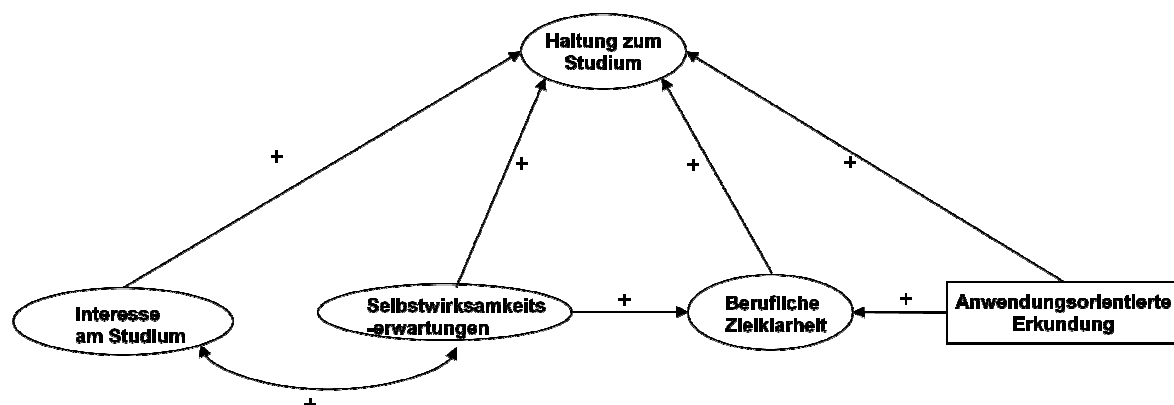 Haltung zum
Studium
+
+
+
+
Interesse
am Studium
Selbstwirksamkeits
-erwartungen
+
Berufliche
Zielklarheit
+
Anwendungsorientierte
Erkundung
+